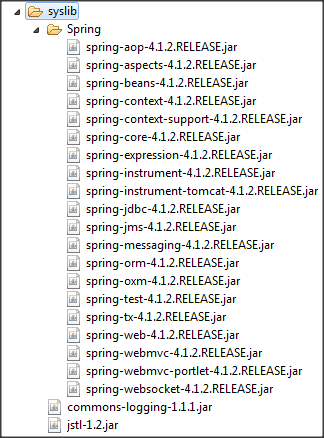 syslib
Spring
spring-aop-4.1.2.RELEASE.jar
spring-aspects-4.1.2.RELEASE.jar
spring-beans-4.1.2.RELEASE.jar
spring-context-4.1.2.RELEASE.jar
spring-context-support-4.1.2.RELEASE.jar
spring-core-4.1.2.RELEASE.jar
spring-expression-4.1.2.RELEASE.jar
spring-instrument-4.1.2.RELEASE.jar
spring-instrument-tomcat-4.1.2.RELEASE.jar
spring-jdbc-4.1.2.RELEASE.jar
spring-jms-4.1.2.RELEASE.jar
spring-messaging-4.1.2.RELEASE.jar
spring-orm-4.1.2.RELEASE.jar
spring-oxm-4.1.2.RELEASE.jar
spring-test-4.1.2.RELEASE.jar
spring-tx-4.1.2.RELEASE.jar
spring-web-4.1.2.RELEASE.jar
spring-webmvc-4.1.2.RELEASE.jar
spring-webmvc-portlet-4.1.2.RELEASE.jar
spring-websocket-4.1.2.RELEASE.jar
commons-logging-1.1.1.jar
jstl-1.2.jar